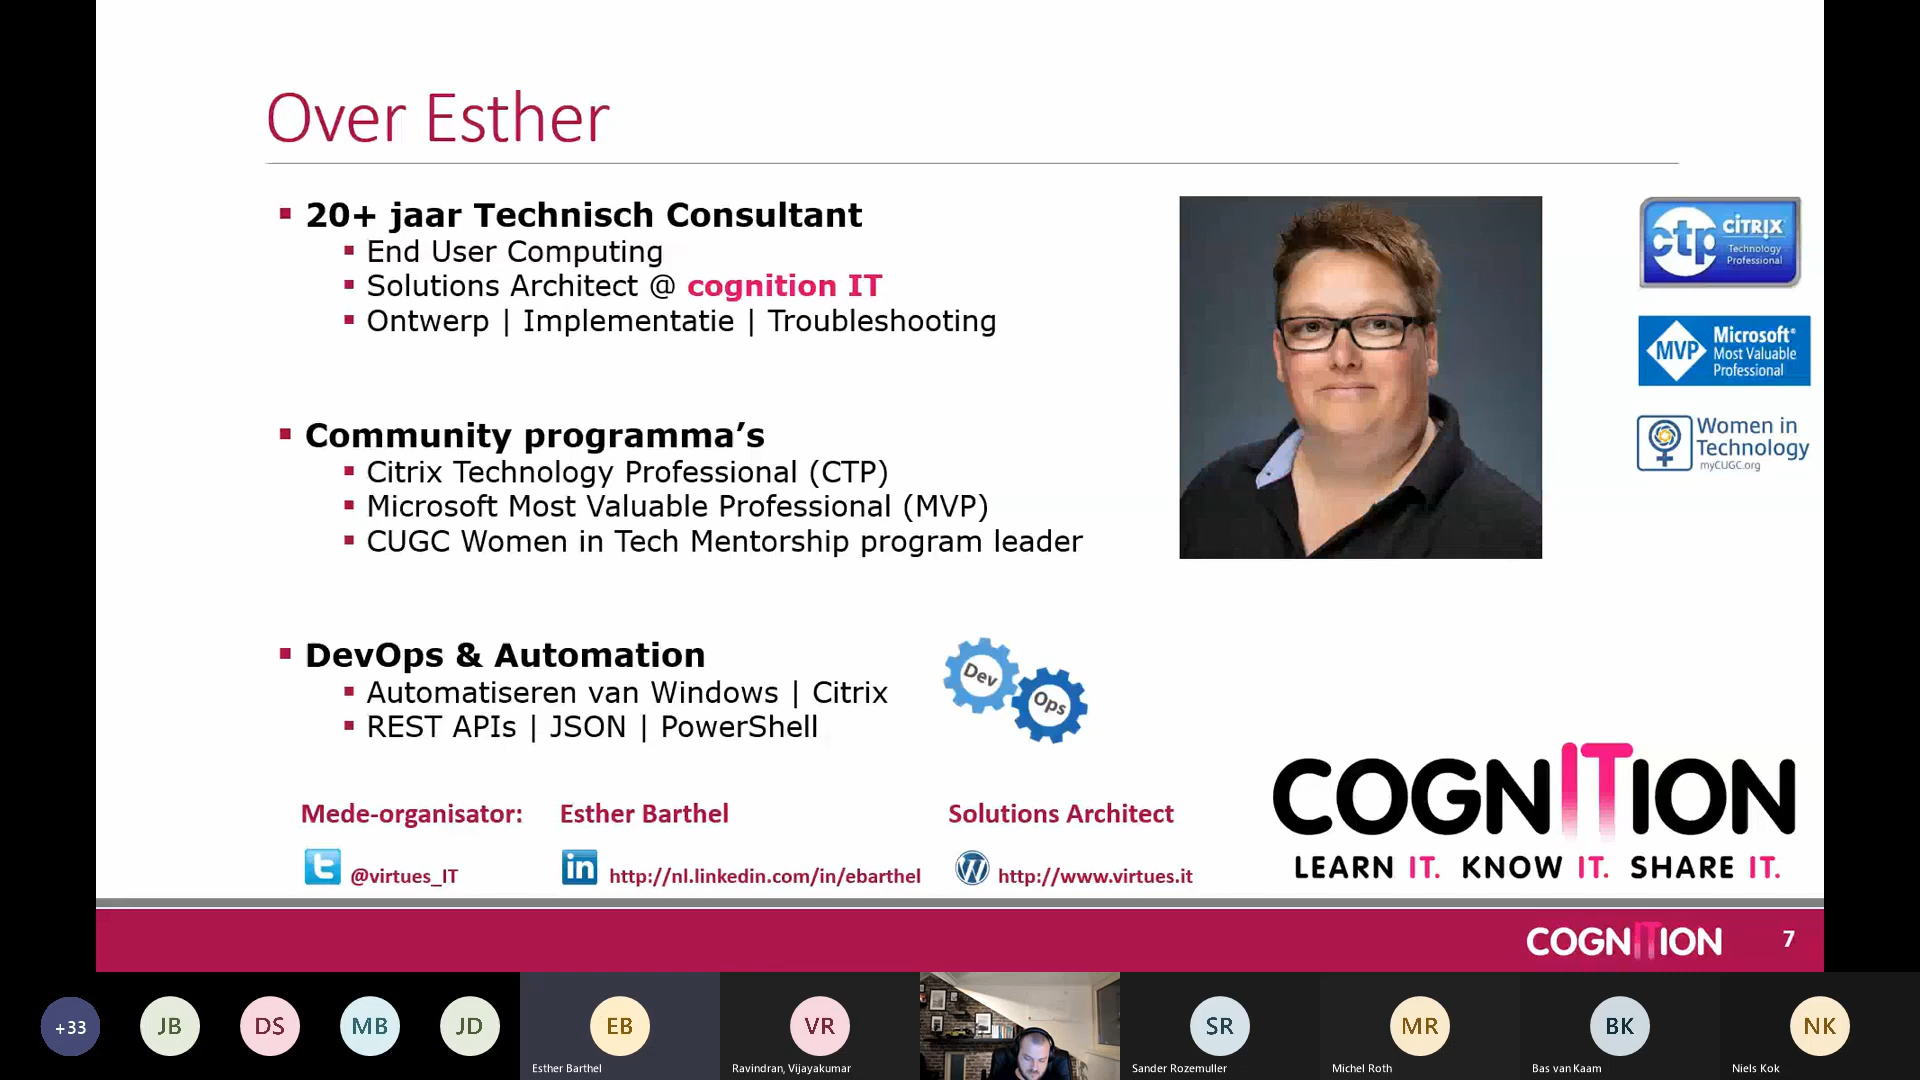 Over Esther
20+ jaar Technisch Consultant
End User Computing
Solutions Architect @ cognition IT
Ontwerp | Implementatie | Troubleshooting
Community programma’s
Citrix Technology Professional (CTP)
Microsoft Most Valuable Professional (MVP)
CUGC Women in Tech Mentorship program leader
DevOps & Automation
Automatiseren van Windows | Citrix
REST APIs | JSON | PowerShell
Dev
Ops
ctp CITRIX
Technology
Professional
MVP Microsoft®
Most Valuable
Professional
Women in
Technology
myCUGC.org
Mede-organisator: Esther Barthel Solutions Architect
@virtues_IT http://nl.linkedin.com/in/ebarthel http://www.virtues.it
COGNITION
LEARN IT. KNOW IT. SHARE IT.
COGNITION 7
+33 JB DS MB JD EB VR SR MR BK NK
Esther Barthel Ravindran, Vijayakumar Sander Rozemuller Michel Roth Bas van Kaam Niels Kok